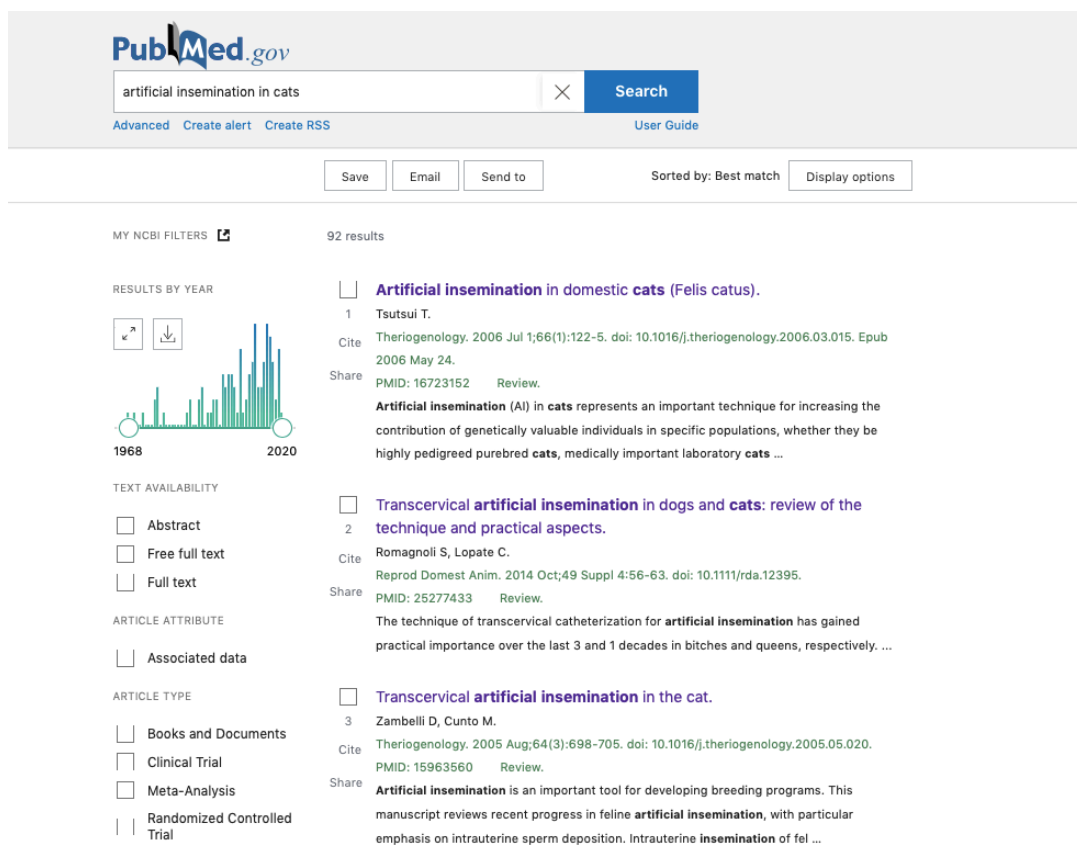 PubMed.gov
artificial insemination in cats
Search
Advanced Create alert Create RSS
User Guide
Save
Email
Send to
Sorted by: Best match
Display options
MY NCBI FILTERS
92 results
RESULTS BY YEAR
1968
2020
TEXT AVAILABILITY
Abstract
Free full text
Full text
ARTICLE ATTRIBUTE
Associated data
ARTICLE TYPE
Books and Documents
Clinical Trial
Meta-Analysis
Randomized Controlled
Trial
1
Cite
Share
Artificial insemination in domestic cats (Felis catus).
Tsutsui T.
Theriogenology. 2006 Jul 1;66(1):122-5. doi: 10.1016/j.theriogenology.2006.03.015. Epub
2006 May 24.
PMID: 16723152 Review.
Artificial insemination (AI) in cats represents an important technique for increasing the
contribution of genetically valuable individuals in specific populations, whether they be
highly pedigreed purebred cats, medically important laboratory cats ...
2
Cite
Share
Transcervical artificial insemination in dogs and cats: review of the
technique and practical aspects.
Romagnoli S, Lopate C.
Reprod Domest Anim. 2014 Oct;49 Suppl 4:56-63. doi: 10.1111/rda.12395.
PMID: 25277433 Review.
The technique of transcervical catheterization for artificial insemination has gained
practical importance over the last 3 and 1 decades in bitches and queens, respectively. ...
3
Cite
Share
Transcervical artificial insemination in the cat.
Zambelli D, Cunto M.
Theriogenology. 2005 Aug;64(3):698-705. doi: 10.1016/j.theriogenology.2005.05.020.
PMID: 15963560 Review.
Artificial insemination is an important tool for developing breeding programs. This
manuscript reviews recent progress in feline artificial insemination, with particular
emphasis on intrauterine sperm deposition. Intrauterine insemination of fel ...